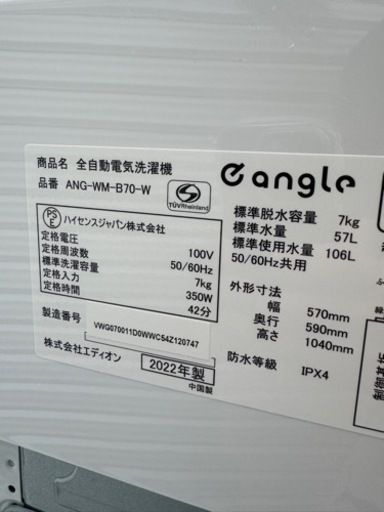 商品名 全自動電気洗濯機
品番 ANG-WM-B70-W
TÜVRheinland
PS
E
ハイセンスジャパン株式会社
定格電圧 100V
定格周波数 50/60Hz
標準洗濯容量 7kg
定格入力 350W
定格時間 42分
製造番号 VWQ070011D0WWC54Z120747
株式会社エディオン
2022年製
中国製
angle
標準脱水容量 7kg
標準水量 57L
標準使用水量 106L
50/60Hz共用
外形寸法
幅 570mm
奥行 590mm
高さ 1040mm
防水等級 IPX4